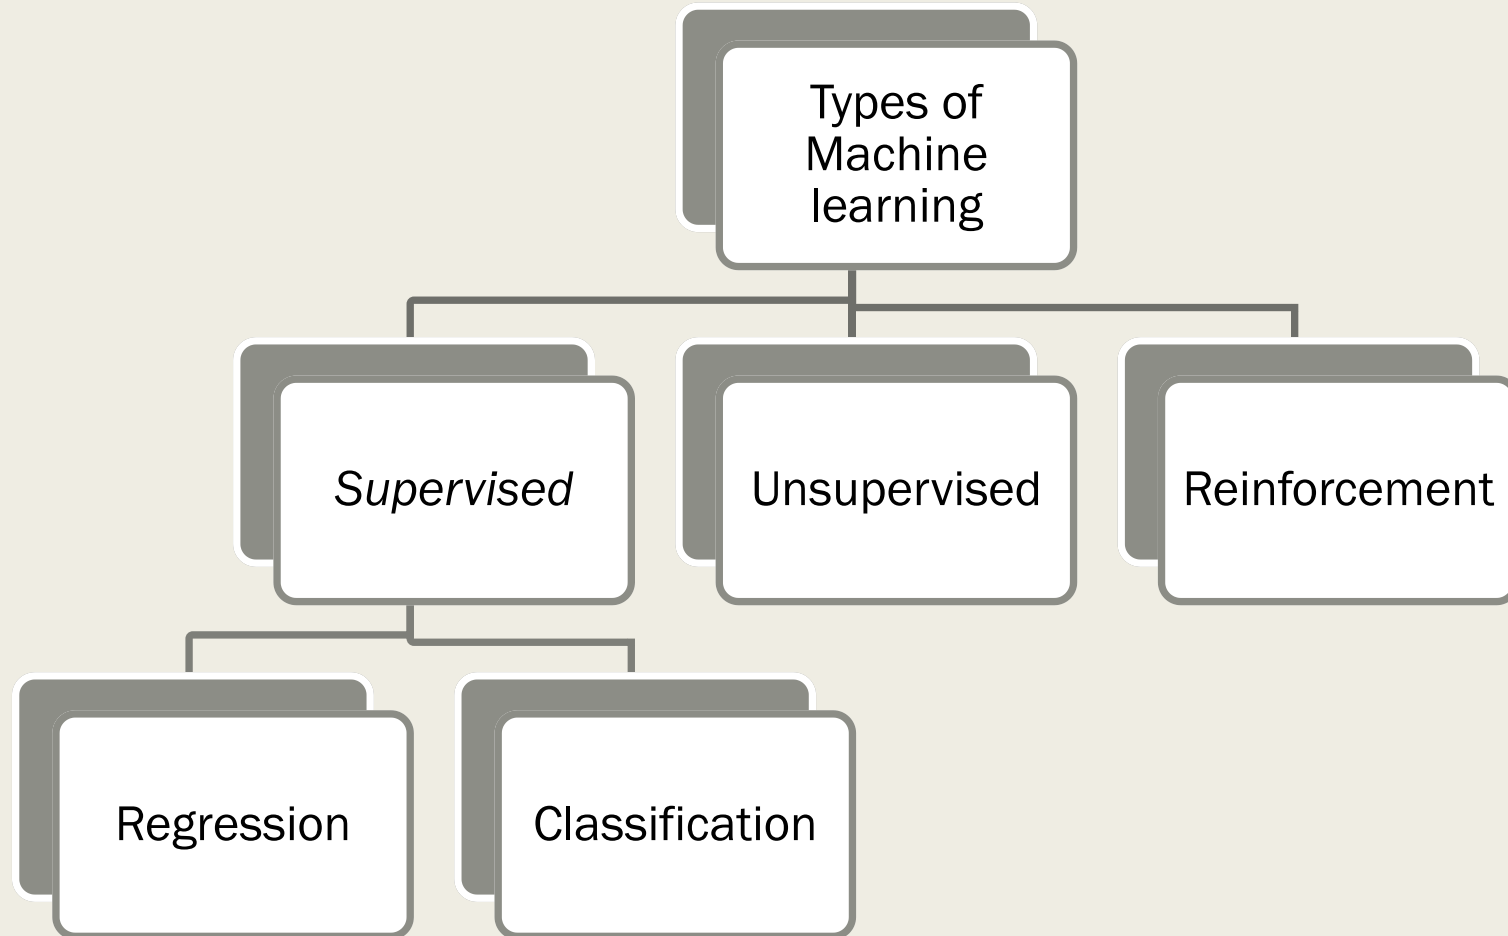 Types of
Machine
learning
Supervised
Unsupervised
Reinforcement
Regression
Classification